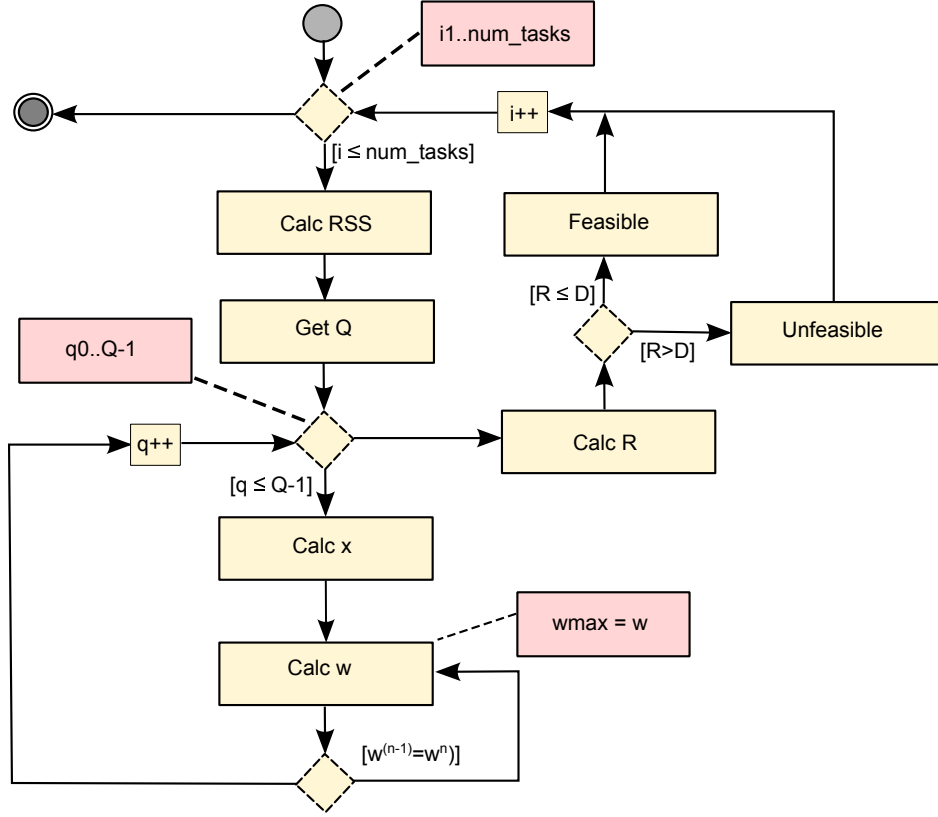 i1..num_tasks
i++
[i ≤ num_tasks]
Calc RSS
Feasible
[R ≤ D]
Get Q
Unfeasible
q0..Q-1
[R>D]
q++
Calc R
[q ≤ Q-1]
Calc x
wmax = w
Calc w
[w(n-1)=wn)]